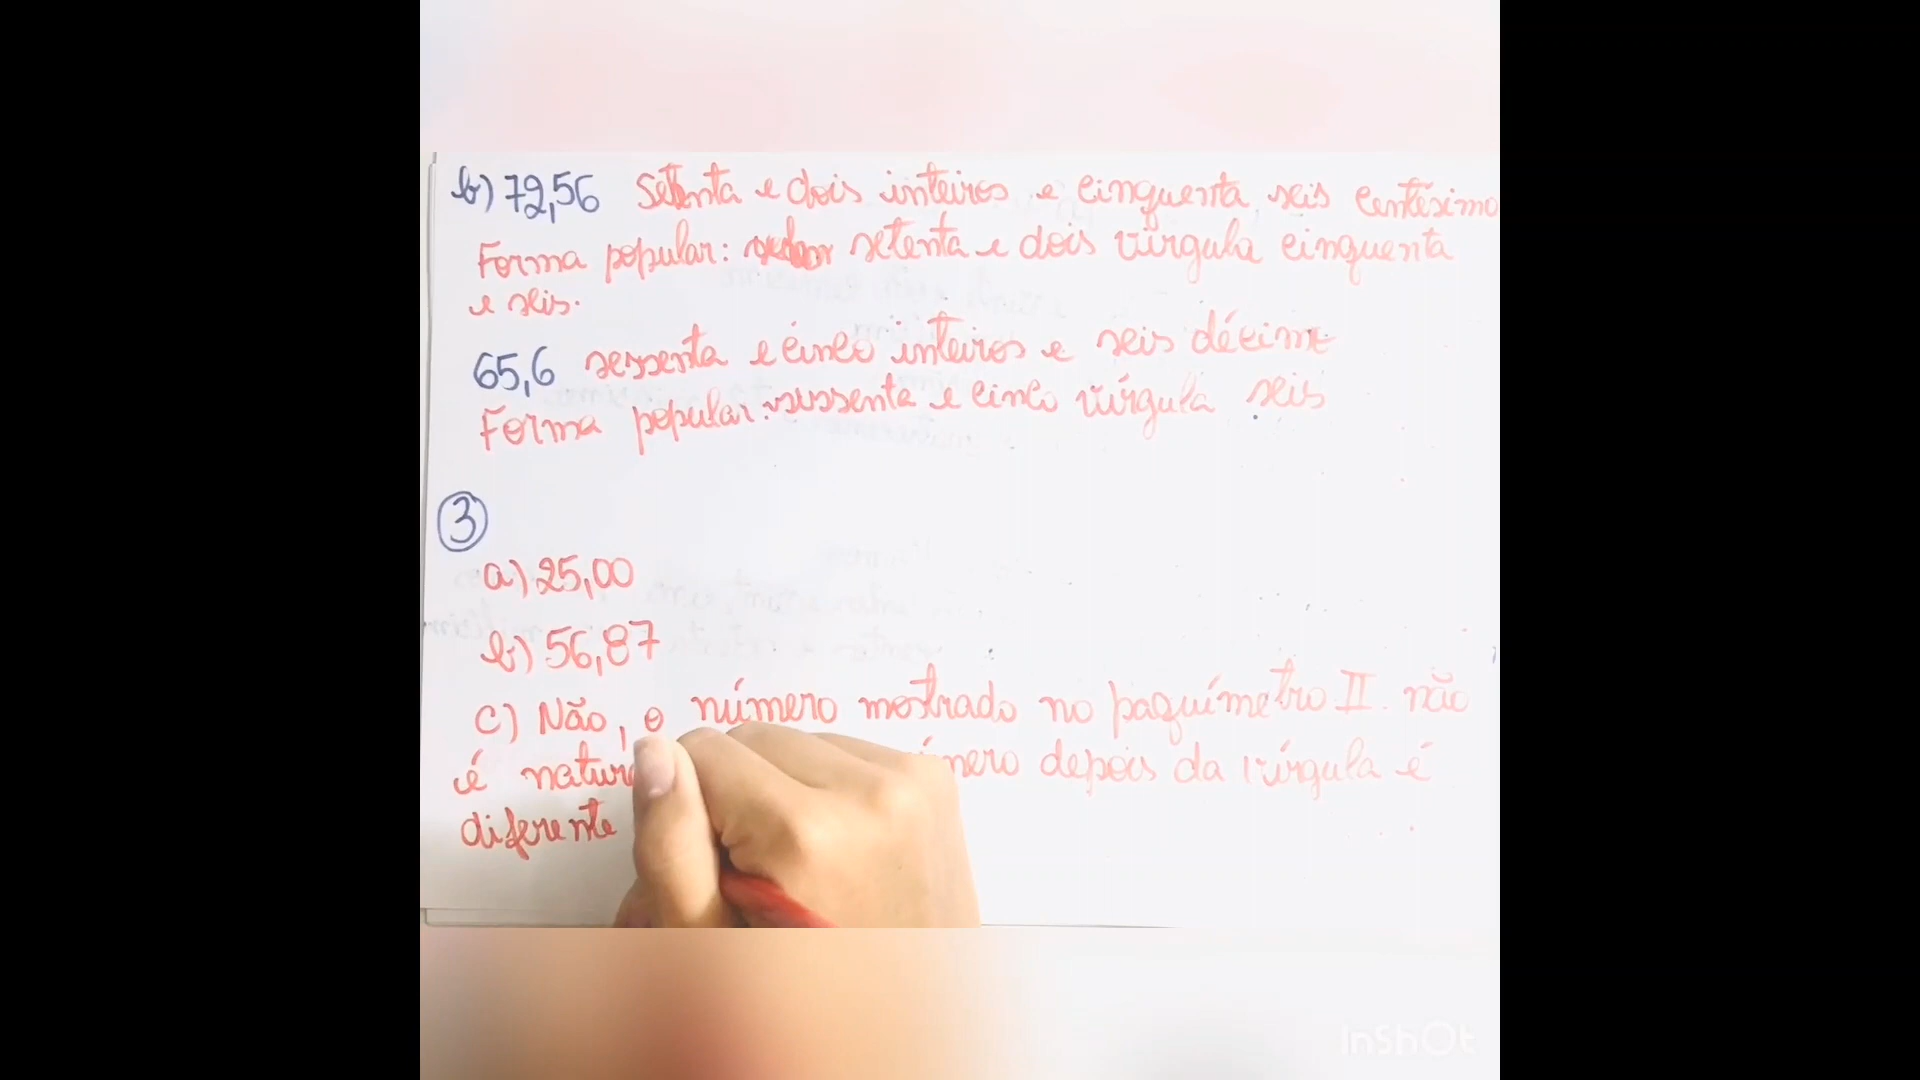 b) 72,56 Setenta e dois inteiros e cinquenta seis centésimo
Forma popular: setenta e dois vírgula cinquenta
e seis.
65,6 sessenta e cinco inteiros e seis décimo
Forma popular: sessenta e cinco vírgula seis
3
a) 25,00
b) 56,87
c) Não, o número mostrado no paquímetro II. não
é depois da vírgula é
diferente
InShOt